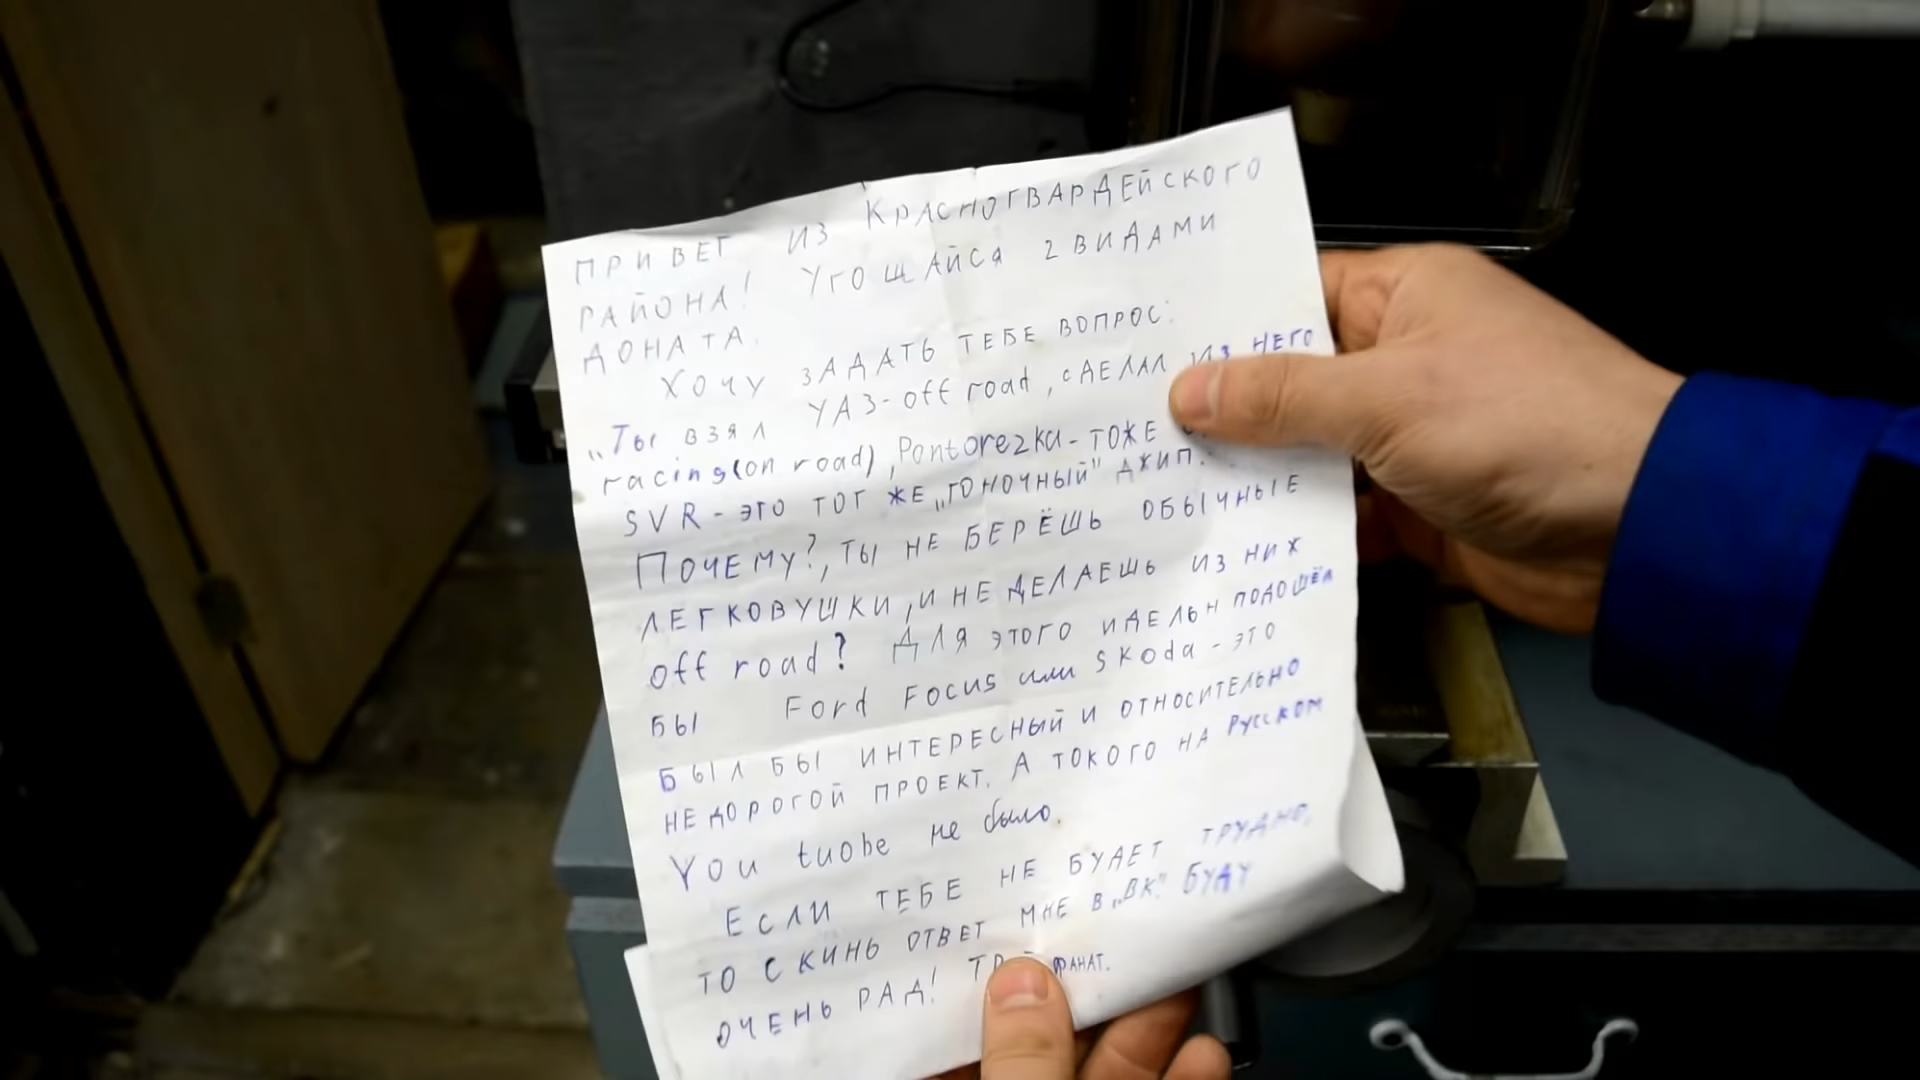 ПРИВЕТ ИЗ КРАСНОГВАРДЕЙСКОГО
РАЙОНА! УГОЩАЙСЯ 2 ВИДАМИ
ДОНАТА.
ХОЧУ ЗАДАТЬ ТЕБЕ ВОПРОС:
„Ты ВЗЯЛ УАЗ-off road, сДЕЛАЛ ИЗ НЕГО
racing(on road), Pontorezka - ТОЖЕ
SVR - ЭТО ТОТ ЖЕ „ГОНОЧНЫЙ" ДЖИП.
ПОЧЕМУ?, ТЫ НЕ БЕРЁШЬ ОБЫЧНЫЕ
ЛЕГКОВУШКИ, И НЕ ДЕЛАЕШЬ ИЗ НИХ
off road? ДЛЯ ЭТОГО ИДЕЛЬН ПОДОШЁЛ
БЫ Ford Focus или Skoda - ЭТО
БЫЛ БЫ ИНТЕРЕСНЫЙ И ОТНОСИТЕЛЬНО
НЕДОРОГОЙ ПРОЕКТ. А ТОКОГО НА РУССКОМ
You tuobe не было.
ЕСЛИ ТЕБЕ НЕ БУДЕТ ТРУДНО,
ТО СКИНЬ ОТВЕТ МНЕ В „ВК". БУДУ
ОЧЕНЬ РАД! ФАНАТ.